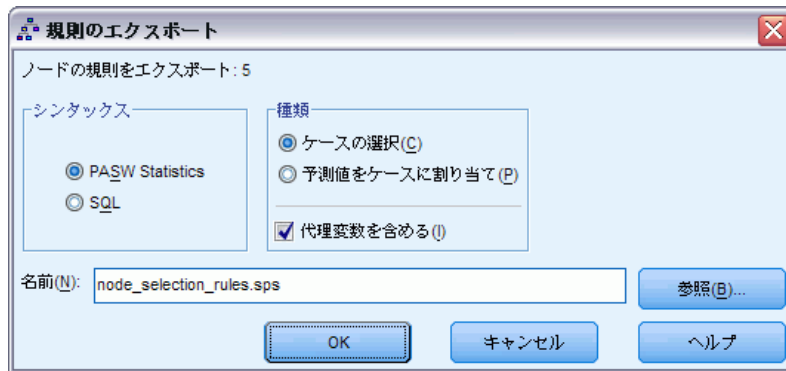 規則のエクスポート
ノードの規則をエクスポート: 5
シンタックス
PASW Statistics
SQL
種類
ケースの選択(C)
予測値をケースに割り当て(P)
代理変数を含める(I)
名前(N): node_selection_rules.sps 参照(B)...
OK キャンセル ヘルプ